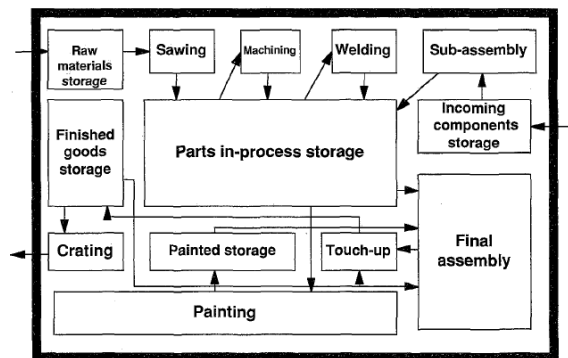 Raw
materials
storage
Sawing
Machining
Welding
Sub-assembly
Finished
goods
storage
Parts in-process storage
Incoming
components
storage
Crating
Painted storage
Touch-up
Final
assembly
Painting